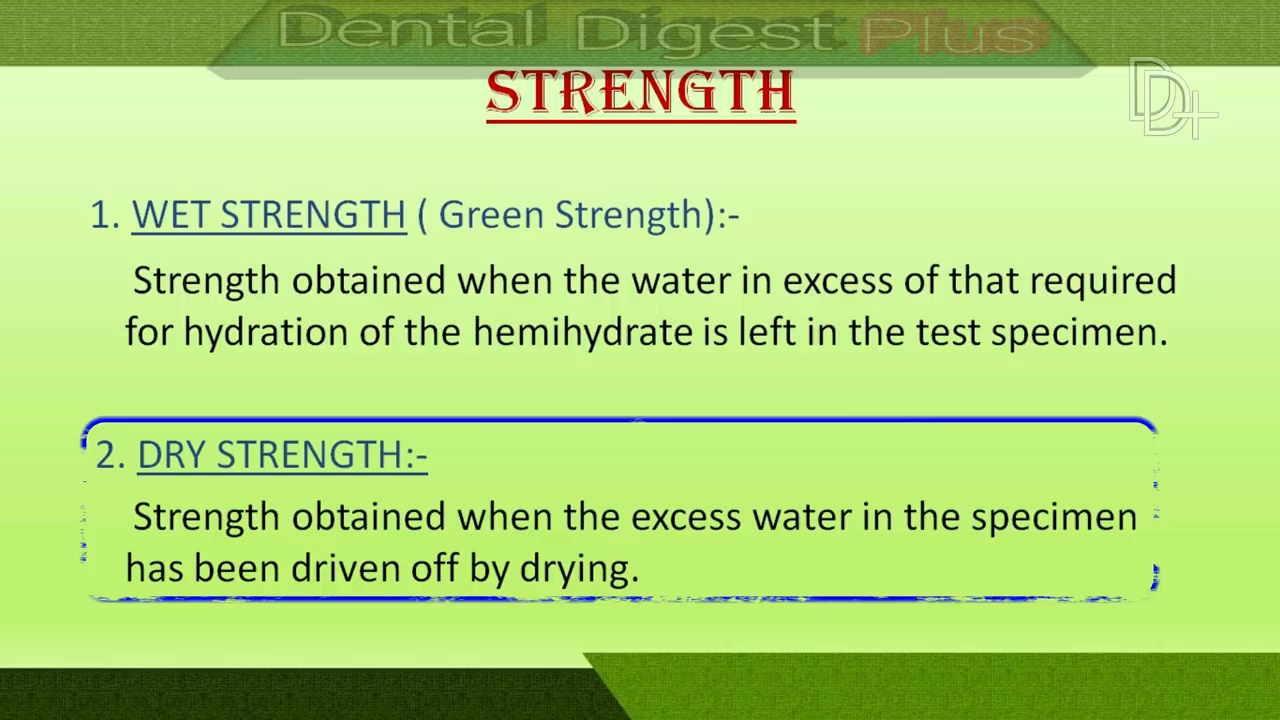 Dental Digest Plus
STRENGTH
DD+
1. WET STRENGTH ( Green Strength):-
Strength obtained when the water in excess of that required
for hydration of the hemihydrate is left in the test specimen.
2. DRY STRENGTH:-
Strength obtained when the excess water in the specimen
has been driven off by drying.